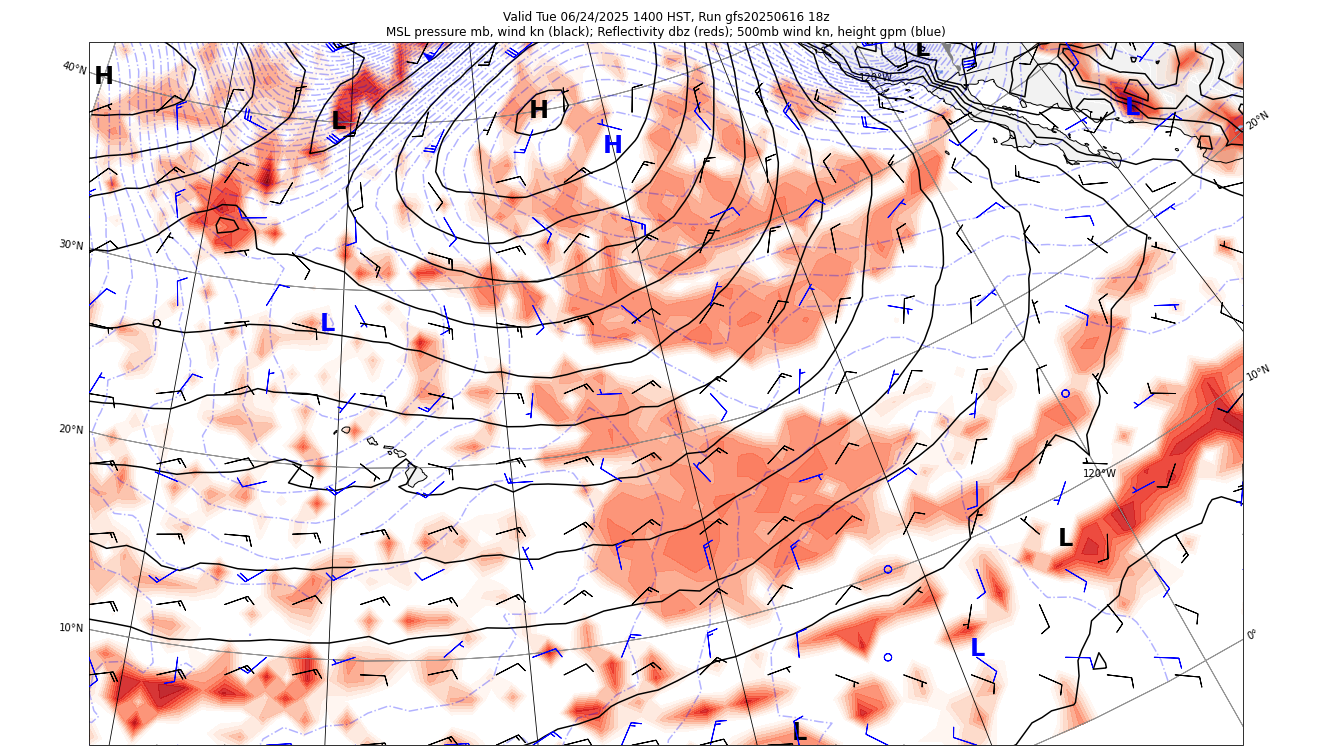 Valid Tue 06/24/2025 1400 HST, Run gfs20250616 18z
MSL pressure mb, wind kn (black); Reflectivity dbz (reds); 500mb wind kn, height gpm (blue)
L
40°N
H
120°W
H
L
L
20°N
H
30°N
L
10°N
20°N
120°W
L
10°N
0°
L
L